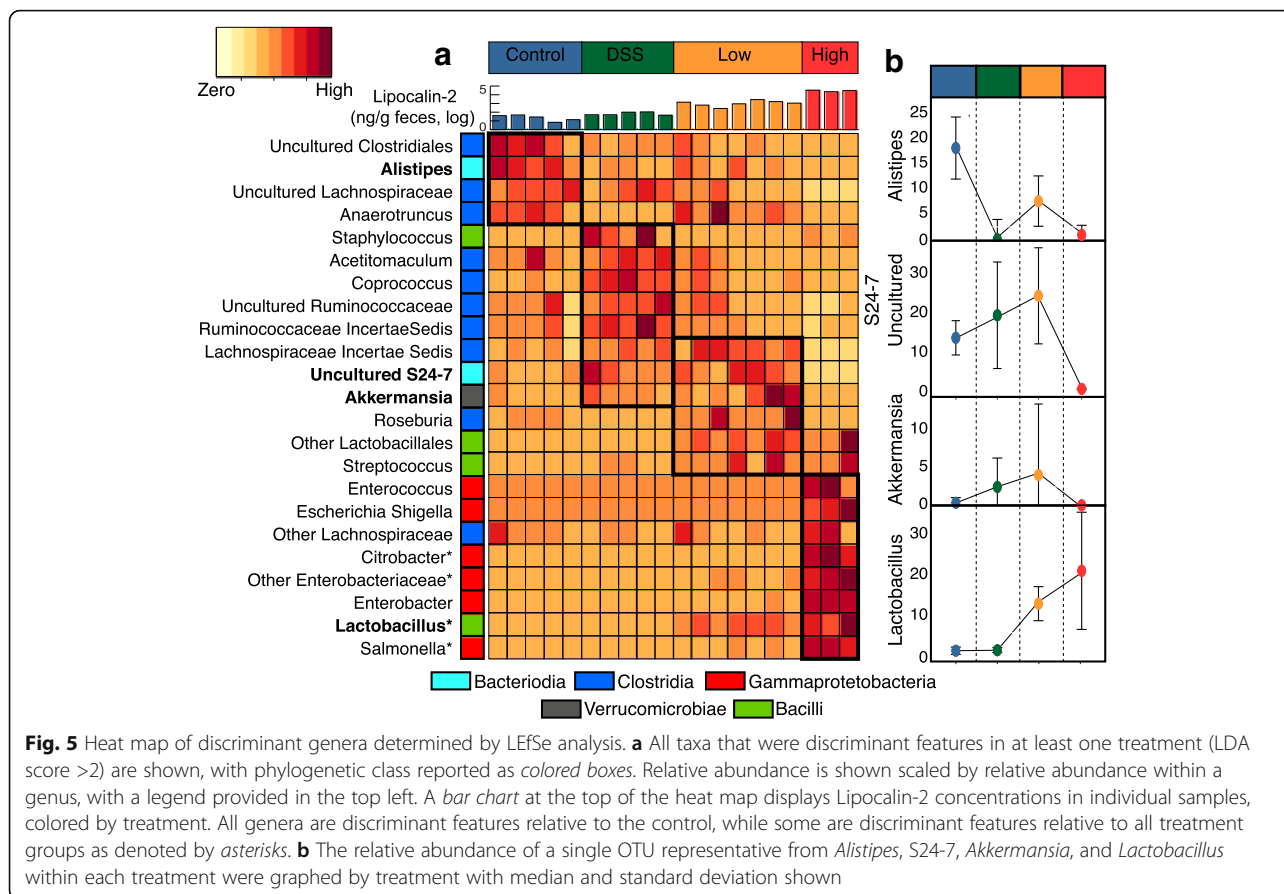 a
Control DSS Low High
b
Zero High
Lipocalin-2
(ng/g feces, log)
5
0
Uncultured Clostridiales
Alistipes
Uncultured Lachnospiraceae
Anaerotruncus
Staphylococcus
Acetitomaculum
Coprococcus
Uncultured Ruminococcaceae
Ruminococcaceae IncertaeSedis
Lachnospiraceae Incertae Sedis
Uncultured S24-7
Akkermansia
Roseburia
Other Lactobacillales
Streptococcus
Enterococcus
Escherichia Shigella
Other Lachnospiraceae
Citrobacter*
Other Enterobacteriaceae*
Enterobacter
Lactobacillus*
Salmonella*
Bacteriodia Clostridia Gammaprotetobacteria
Verrucomicrobiae Bacilli
Alistipes
25
20
15
10
5
0
S24-7
Uncultured
30
20
10
0
Akkermansia
10
5
0
Lactobacillus
30
20
10
0
Fig. 5 Heat map of discriminant genera determined by LEfSe analysis. a All taxa that were discriminant features in at least one treatment (LDA
score >2) are shown, with phylogenetic class reported as colored boxes. Relative abundance is shown scaled by relative abundance within a
genus, with a legend provided in the top left. A bar chart at the top of the heat map displays Lipocalin-2 concentrations in individual samples,
colored by treatment. All genera are discriminant features relative to the control, while some are discriminant features relative to all treatment
groups as denoted by asterisks. b The relative abundance of a single OTU representative from Alistipes, S24-7, Akkermansia, and Lactobacillus
within each treatment were graphed by treatment with median and standard deviation shown